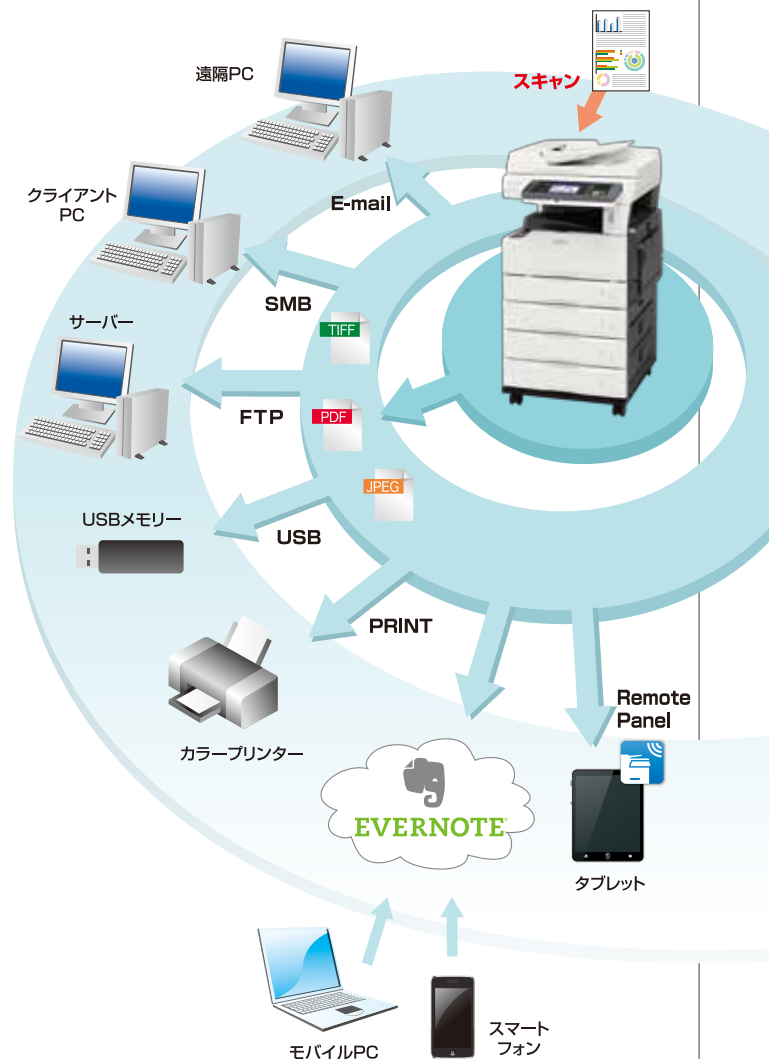 スキャン
遠隔PC
E-mail
クライアント
PC
SMB
サーバー
TIFF
FTP
PDF
JPEG
USBメモリー
USB
PRINT
カラープリンター
Remote
Panel
EVERNOTE
タブレット
モバイルPC
スマート
フォン